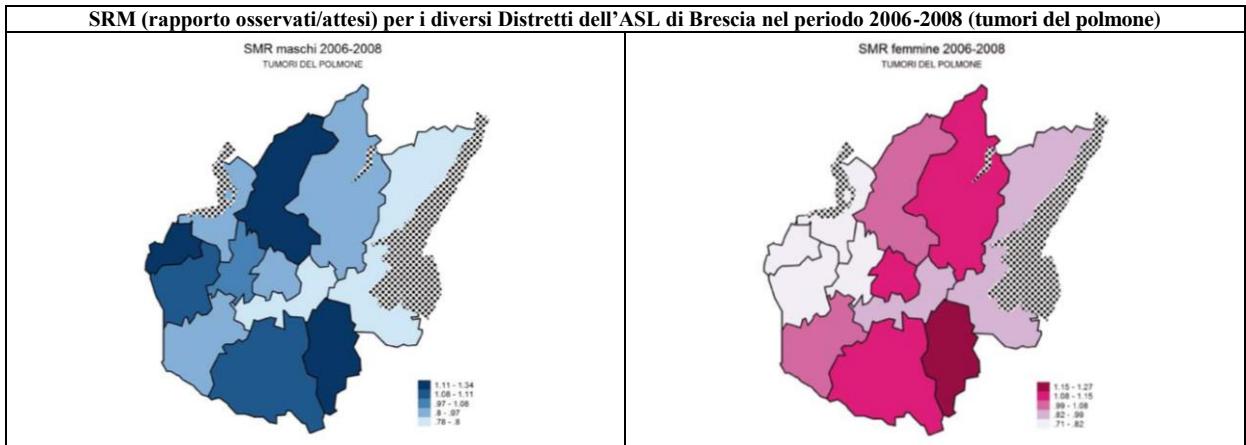 SRM (rapporto osservati/attesi) per i diversi Distretti dell'ASL di Brescia nel periodo 2006-2008 (tumori del polmone)
SMR maschi 2006-2008
TUMORI DEL POLMONE
1.11 - 1.34
1.08 - 1.11
.97 - 1.08
.8 - .97
.78 - .8
SMR femmine 2006-2008
TUMORI DEL POLMONE
1.15 - 1.27
1.08 - 1.15
.99 - 1.08
.82 - .99
.71 - .82